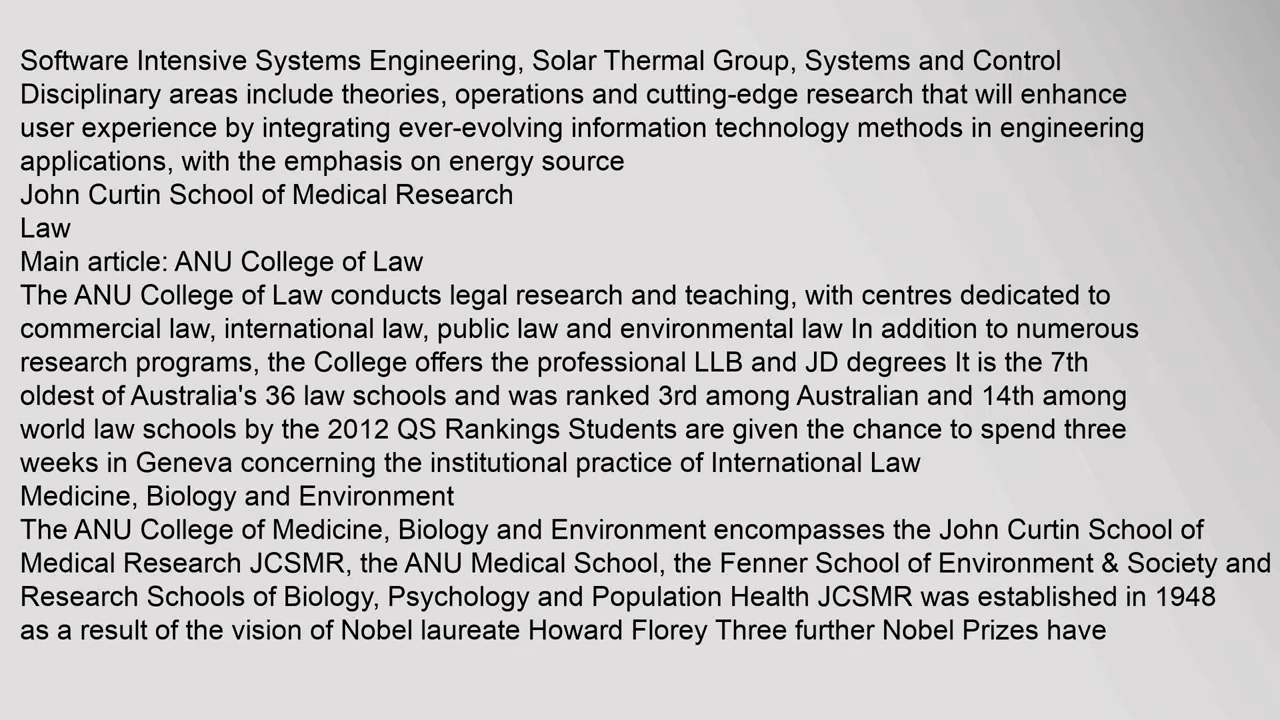 Software Intensive Systems Engineering, Solar Thermal Group, Systems and Control
Disciplinary areas include theories, operations and cutting-edge research that will enhance
user experience by integrating ever-evolving information technology methods in engineering
applications, with the emphasis on energy source
John Curtin School of Medical Research
Law
Main article: ANU College of Law
The ANU College of Law conducts legal research and teaching, with centres dedicated to
commercial law, international law, public law and environmental law In addition to numerous
research programs, the College offers the professional LLB and JD degrees It is the 7th
oldest of Australia's 36 law schools and was ranked 3rd among Australian and 14th among
world law schools by the 2012 QS Rankings Students are given the chance to spend three
weeks in Geneva concerning the institutional practice of International Law
Medicine, Biology and Environment
The ANU College of Medicine, Biology and Environment encompasses the John Curtin School of
Medical Research JCSMR, the ANU Medical School, the Fenner School of Environment & Society and
Research Schools of Biology, Psychology and Population Health JCSMR was established in 1948
as a result of the vision of Nobel laureate Howard Florey Three further Nobel Prizes have